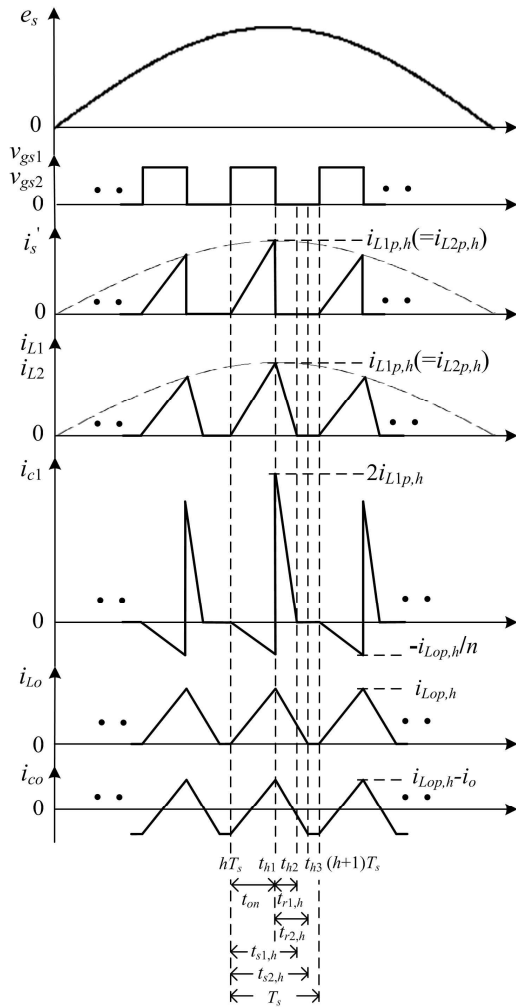 e_s
0
v_gs1
v_gs2
0
i_s'
i_L1p,h(=i_L2p,h)
0
i_L1
i_L2
i_L1p,h(=i_L2p,h)
0
i_c1
2i_L1p,h
0
-i_Lop,h/n
i_Lo
i_Lop,h
0
i_co
i_Lop,h-i_o
0
hT_s t_h1 t_h2 t_h3 (h+1)T_s
t_on t_r1,h
t_r2,h
t_s1,h
t_s2,h
T_s